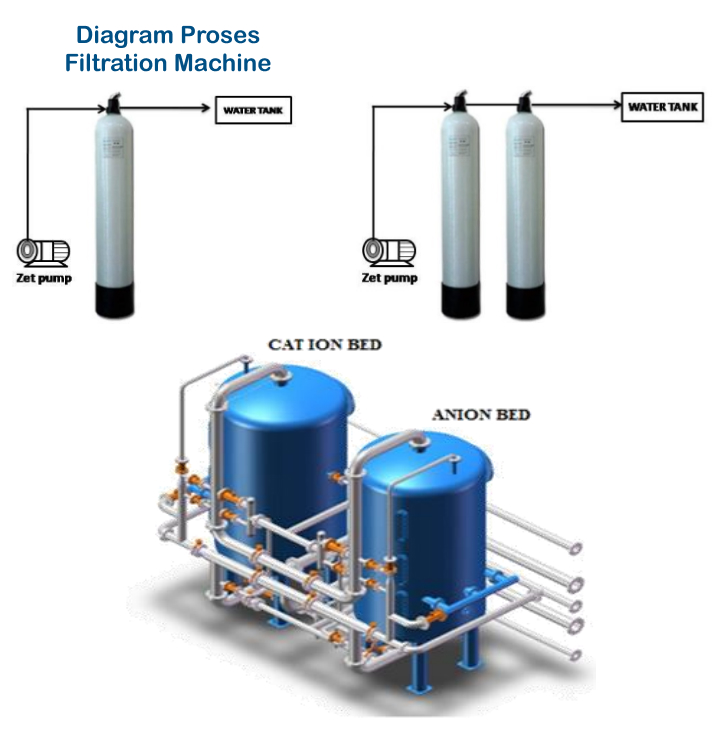 Diagram Proses
Filtration Machine
WATER TANK
WATER TANK
Zet pump
Zet pump
CAT ION BED
ANION BED